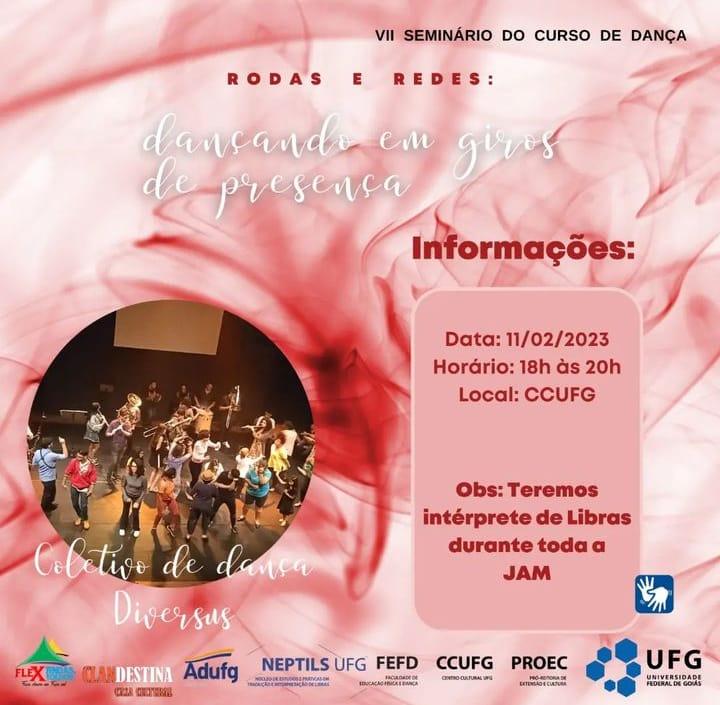 VII SEMINÁRIO DO CURSO DE DANÇA
RODAS E REDES:
dançando em giros
de presença
Informações:
Data: 11/02/2023
Horário: 18h às 20h
Local: CCUFG
Obs: Teremos
intérprete de Libras
durante toda a
JAM
Coletivo de dança
Diversus
FLEX
CLANDESTINA
CASA CULTURAL
Adufg
NEPTILS UFG
NÚCLEO DE ESTUDOS E PRÁTICAS EM
TRADUÇÃO E INTERPRETAÇÃO DE LIBRAS
FEFD
FACULDADE DE
EDUCAÇÃO FÍSICA E DANÇA
CCUFG
CENTRO CULTURAL UFG
PROEC
PRÓ-REITORIA DE
EXTENSÃO E CULTURA
UFG
UNIVERSIDADE
FEDERAL DE GOIÁS